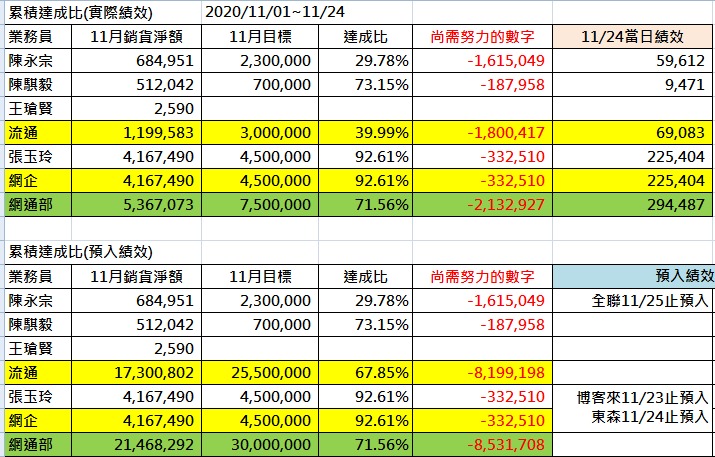 累積達成比(實際績效) 2020/11/01~11/24
業務員 11月銷貨淨額 11月目標 達成比 尚需努力的數字 11/24當日績效
陳永宗 684,951 2,300,000 29.78% -1,615,049 59,612
陳騏毅 512,042 700,000 73.15% -187,958 9,471
王瑲賢 2,590
流通 1,199,583 3,000,000 39.99% -1,800,417 69,083
張玉玲 4,167,490 4,500,000 92.61% -332,510 225,404
網企 4,167,490 4,500,000 92.61% -332,510 225,404
網通部 5,367,073 7,500,000 71.56% -2,132,927 294,487
累積達成比(預入績效)
業務員 11月銷貨淨額 11月目標 達成比 尚需努力的數字 預入績效
陳永宗 684,951 2,300,000 29.78% -1,615,049 全聯11/25止預入
陳騏毅 512,042 700,000 73.15% -187,958
王瑲賢 2,590
流通 17,300,802 25,500,000 67.85% -8,199,198
張玉玲 4,167,490 4,500,000 92.61% -332,510 博客來11/23止預入
網企 4,167,490 4,500,000 92.61% -332,510 東森11/24止預入
網通部 21,468,292 30,000,000 71.56% -8,531,708